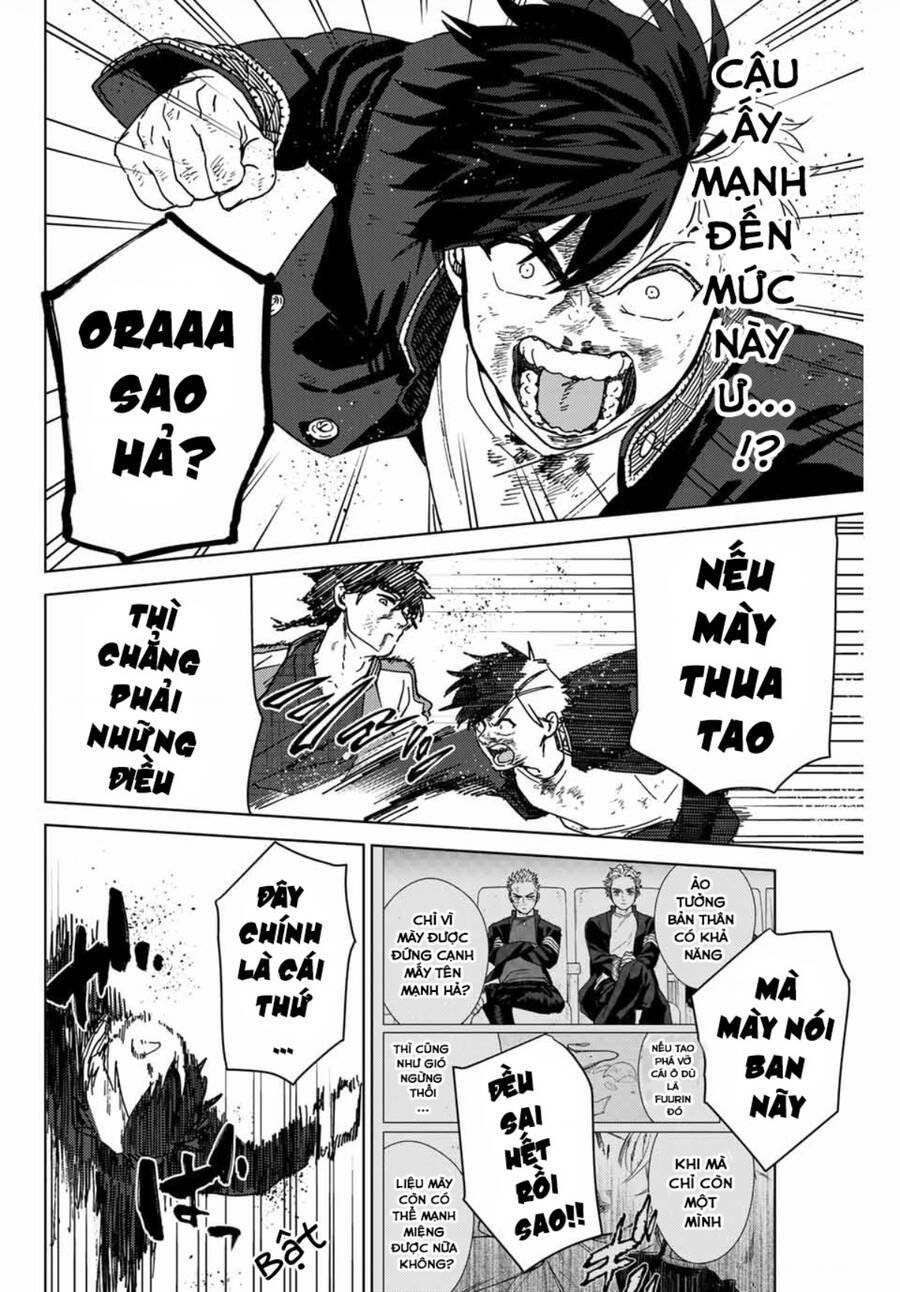 CẬU
ẤY
MẠNH
ĐẾN
MỨC
NÀY
Ư...
!?
ORAAA
SAO
HẢ?
NẾU
MÀY
THUA
TAO
THÌ
CHẲNG
PHẢI
NHỮNG
ĐIỀU
MÀ
MÀY NÓI
BAN
NÃY
ẢO
TƯỞNG
BẢN THÂN
CÓ KHẢ
NĂNG
CHỈ VÌ
MÀY ĐƯỢC
ĐỨNG CẠNH
MẤY TÊN
MẠNH HẢ?
NẾU TAO
PHÁ VỠ
CÁI Ô DÙ
LÀ
FUURIN
ĐÓ
THÌ CŨNG
NHƯ GIÓ
NGỪNG
THỔI
...
KHI MÀ
CHỈ CÒN
MỘT
MÌNH
LIỆU MÀY
CÒN CÓ
THỂ MẠNH
MIỆNG
ĐƯỢC NỮA
KHÔNG?
ĐỀU
SAI
HẾT
RỒI
SAO!!
ĐÂY
CHÍNH
LÀ CÁI
THỨ
...
BẬT